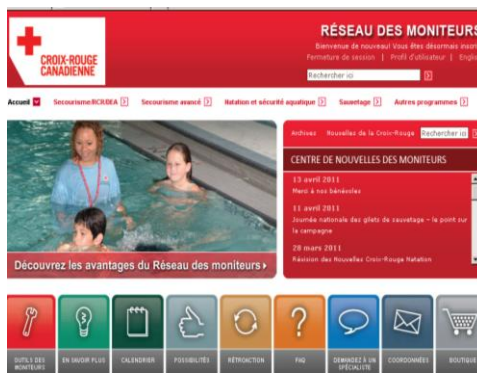 CROIX-ROUGE
CANADIENNE
RÉSEAU DES MONITEURS
Bienvenue de nouveau! Vous êtes désormais inscri
Fermeture de session | Profil d'utilisateur | Englis
Rechercher ici
Accueil
Secourisme/RCR/DEA
Secourisme avancé
Natation et sécurité aquatique
Sauvetage
Autres programmes
Archives Nouvelles de la Croix-Rouge Rechercher ici
CENTRE DE NOUVELLES DES MONITEURS
13 avril 2011
Merci à nos bénévoles
11 avril 2011
Journée nationale des gilets de sauvetage – le point sur
la campagne
28 mars 2011
Révision des Nouvelles Croix-Rouge Natation
Découvrez les avantages du Réseau des moniteurs
OUTILS DES
MONITEURS
EN SAVOIR PLUS
CALENDRIER
POSSIBILITÉS
RÉTROACTION
FAQ
DEMANDEZ À UN
SPÉCIALISTE
COORDONNÉES
BOUTIQUE